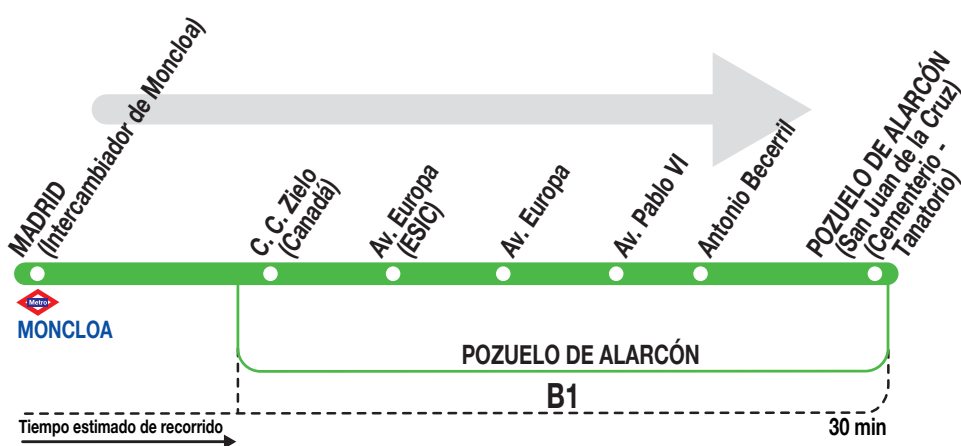 MADRID
(Intercambiador de Moncloa)
C. C. Zielo
(Canadá)
Av. Europa
(ESIC)
Av. Europa
Av. Pablo VI
Antonio Becerril
POZUELO DE ALARCÓN
(San Juan de la Cruz)
(Cementerio -
Tanatorio)
Metro
MONCLOA
POZUELO DE ALARCÓN
B1
Tiempo estimado de recorrido
30 min